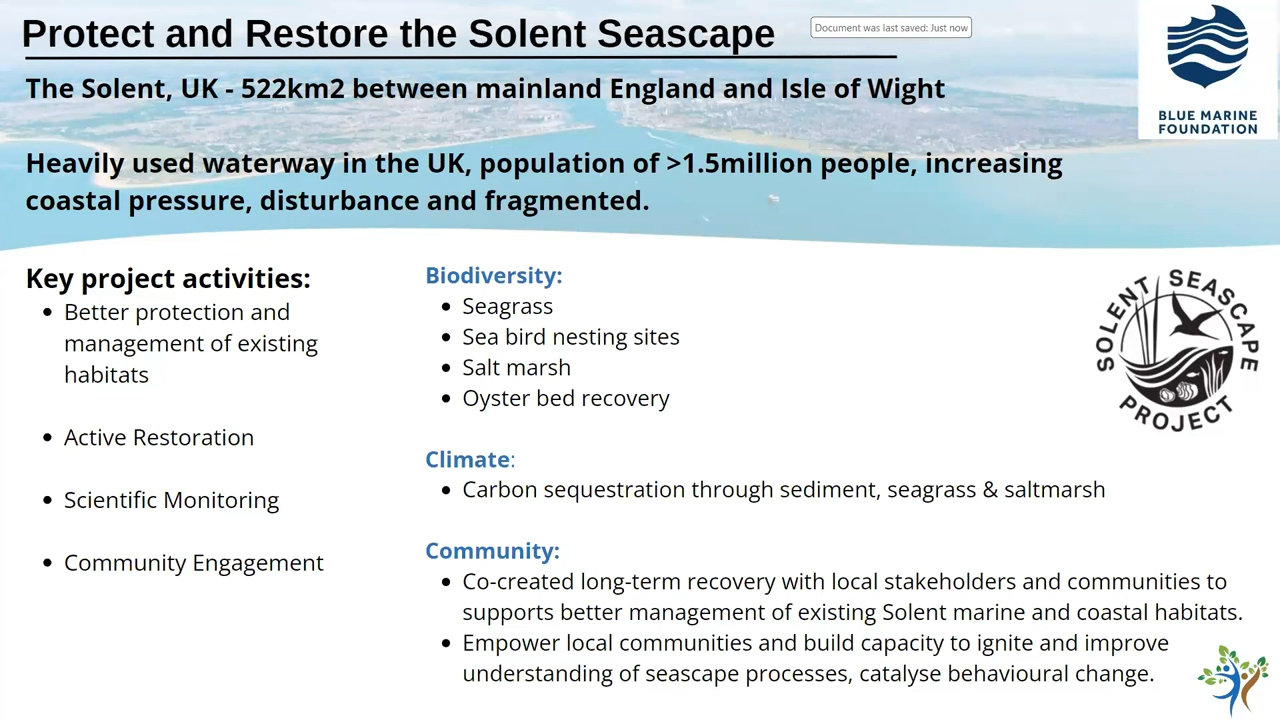 Protect and Restore the Solent Seascape
Document was last saved: Just now
The Solent, UK - 522km2 between mainland England and Isle of Wight
BLUE MARINE
FOUNDATION
Heavily used waterway in the UK, population of >1.5million people, increasing
coastal pressure, disturbance and fragmented.
Key project activities:
• Better protection and
management of existing
habitats
• Active Restoration
• Scientific Monitoring
• Community Engagement
Biodiversity:
• Seagrass
• Sea bird nesting sites
• Salt marsh
• Oyster bed recovery
Climate:
• Carbon sequestration through sediment, seagrass & saltmarsh
Community:
• Co-created long-term recovery with local stakeholders and communities to
supports better management of existing Solent marine and coastal habitats.
• Empower local communities and build capacity to ignite and improve
understanding of seascape processes, catalyse behavioural change.
SOLENT SEASCAPE
PROJECT